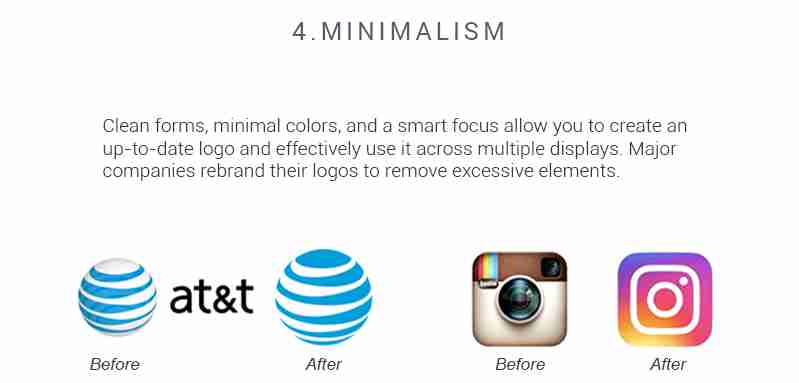 4.MINIMALISM
Clean forms, minimal colors, and a smart focus allow you to create an
up-to-date logo and effectively use it across multiple displays. Major
companies rebrand their logos to remove excessive elements.
at&t
Before
After
Before
After